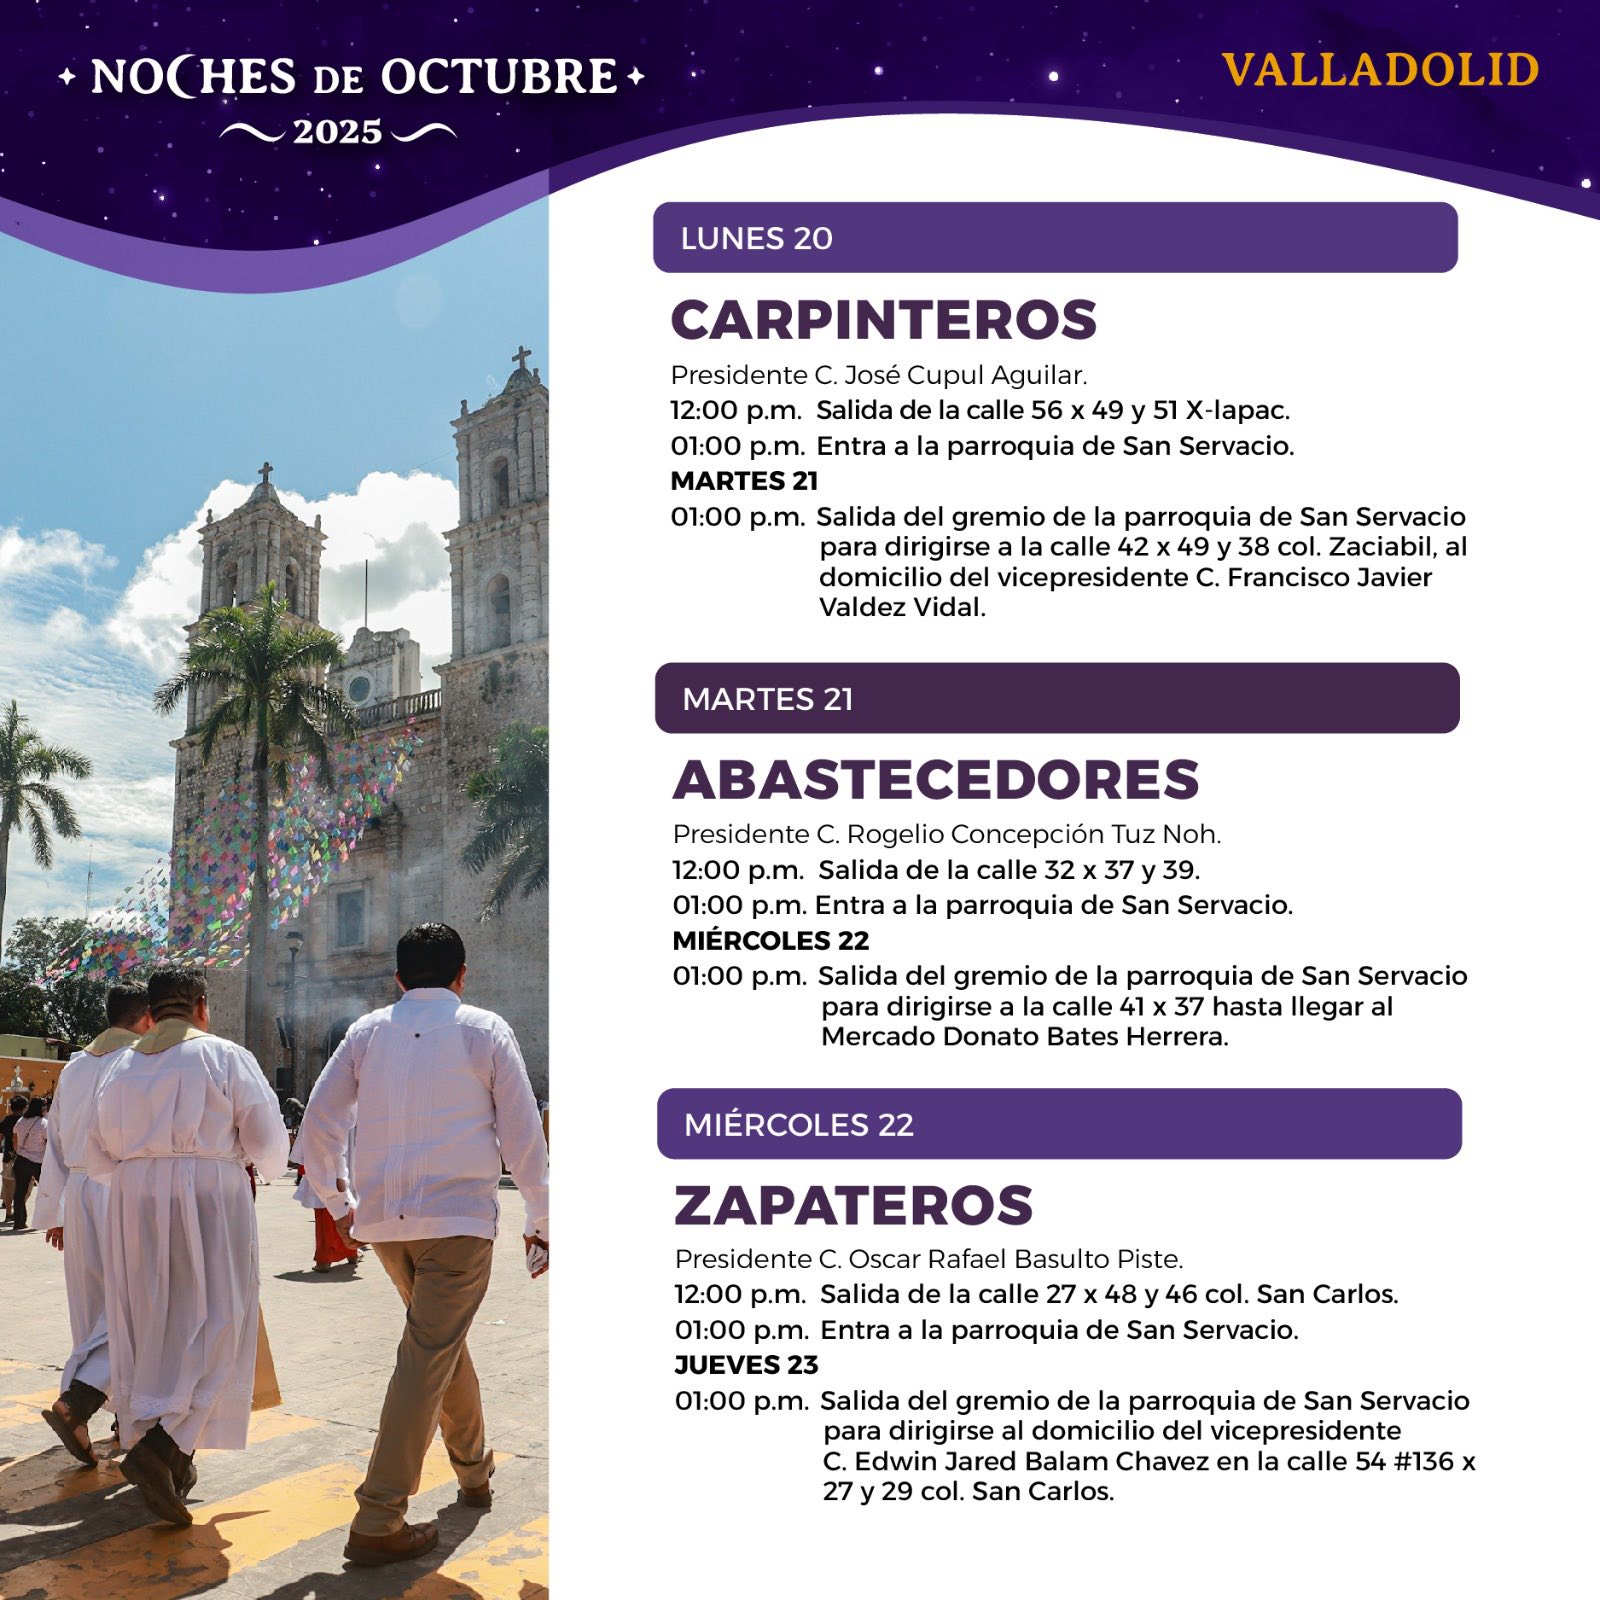 NOCHES DE OCTUBRE
2025
VALLADOLID
LUNES 20
CARPINTEROS
Presidente C. José Cupul Aguilar.
12:00 p.m. Salida de la calle 56 x 49 y 51 X-lapac.
01:00 p.m. Entra a la parroquia de San Servacio.
MARTES 21
01:00 p.m. Salida del gremio de la parroquia de San Servacio
para dirigirse a la calle 42 x 49 y 38 col. Zaciabil, al
domicilio del vicepresidente C. Francisco Javier
Valdez Vidal.
MARTES 21
ABASTECEDORES
Presidente C. Rogelio Concepción Tuz Noh.
12:00 p.m. Salida de la calle 32 x 37 y 39.
01:00 p.m. Entra a la parroquia de San Servacio.
MIÉRCOLES 22
01:00 p.m. Salida del gremio de la parroquia de San Servacio
para dirigirse a la calle 41 x 37 hasta llegar al
Mercado Donato Bates Herrera.
MIÉRCOLES 22
ZAPATEROS
Presidente C. Oscar Rafael Basulto Piste.
12:00 p.m. Salida de la calle 27 x 48 y 46 col. San Carlos.
01:00 p.m. Entra a la parroquia de San Servacio.
JUEVES 23
01:00 p.m. Salida del gremio de la parroquia de San Servacio
para dirigirse al domicilio del vicepresidente
C. Edwin Jared Balam Chavez en la calle 54 #136 x
27 y 29 col. San Carlos.